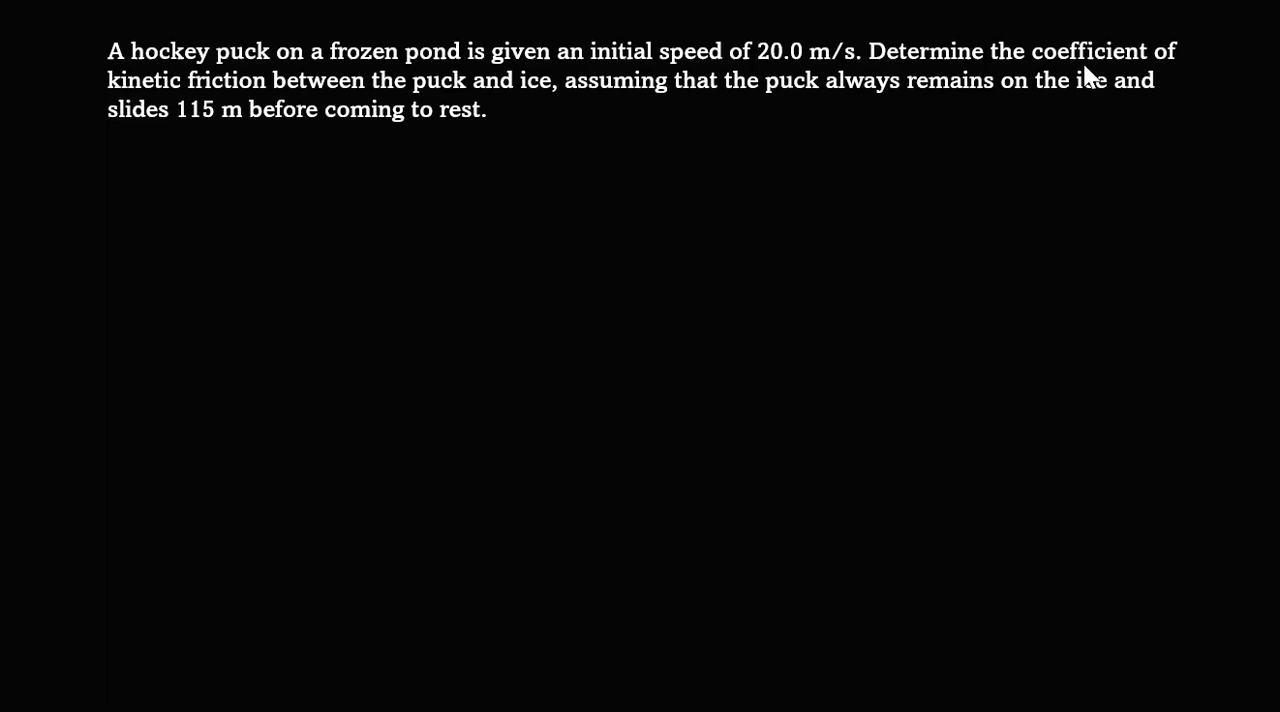 A hockey puck on a frozen pond is given an initial speed of 20.0 m/s. Determine the coefficient of
kinetic friction between the puck and ice, assuming that the puck always remains on the ice and
slides 115 m before coming to rest.